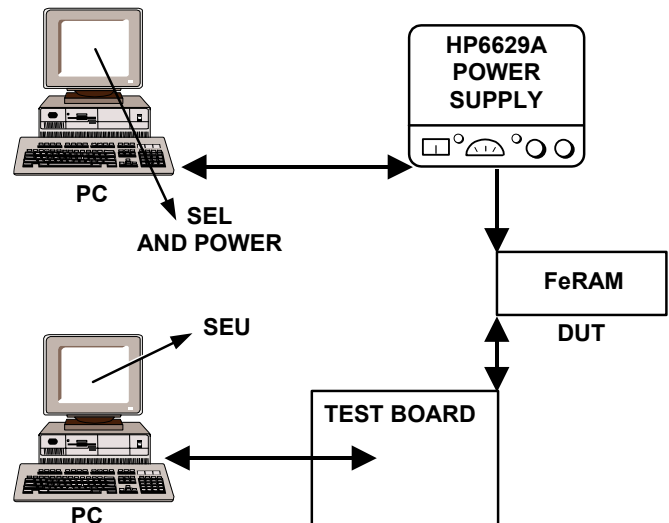 HP6629A
POWER
SUPPLY
PC
SEL
AND POWER
FeRAM
DUT
SEU
TEST BOARD
PC